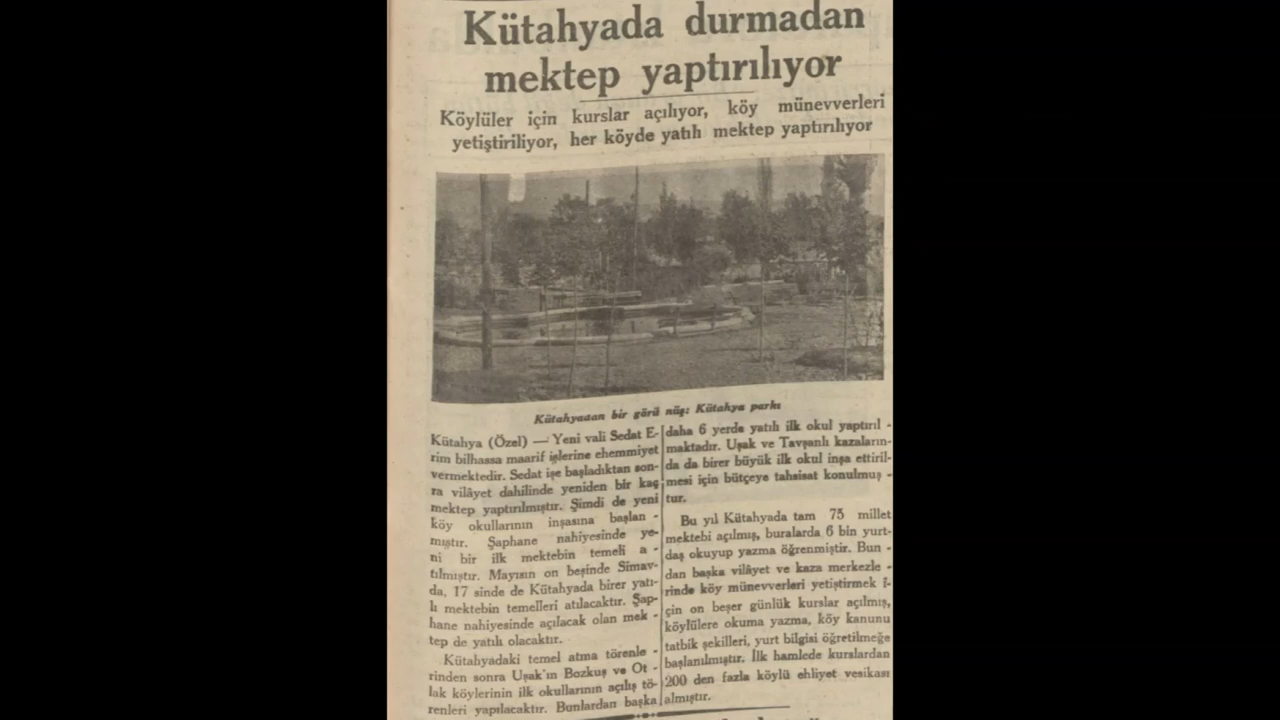 Kütahyada durmadan
mektep yaptırılıyor
Köylüler için kurslar açılıyor, köy münevverleri
yetiştiriliyor, her köyde yatılı mektep yaptırılıyor
Kütahyaaan bir görü nüş: Kütahya parkı
Kütahya (Özel) — Yeni vali Sedat E-
rim bilhassa maarif işlerine ehemmiyet
vermektedir. Sedat işe başladıktan son-
ra vilâyet dahilinde yeniden bir kaç
mektep yaptırılmıştır. Şimdi de yeni
köy okullarının inşasına başlan -
mıştır. Şaphane nahiyesinde ye-
ni bir ilk mektebin temeli a -
tılmıştır. Mayısın on beşinde Simav-
da, 17 sinde de Kütahyada birer yatı-
lı mektebin temelleri atılacaktır. Şap-
hane nahiyesinde açılacak olan mek -
tep de yatılı olacaktır.
Kütahyadaki temel atma törenle -
rinden sonra Uşak'ın Bozkuş ve Ot -
lak köylerinin ilk okullarının açılış tö-
renleri yapılacaktır. Bunlardan başka
daha 6 yerde yatılı ilk okul yaptırıl -
maktadır. Uşak ve Tavşanlı kazaların-
da da birer büyük ilk okul inşa ettiril-
mesi için bütçeye tahsisat konulmuş -
tur.
Bu yıl Kütahyada tam 75 millet
mektebi açılmış, buralarda 6 bin yurt-
daş okuyup yazma öğrenmiştir. Bun -
dan başka vilâyet ve kaza merkezle -
rinde köy münevverleri yetiştirmek i-
çin on beşer günlük kurslar açılmış,
köylülere okuma yazma, köy kanunu
tatbik şekilleri, yurt bilgisi öğretilmeğe
başlanılmıştır. İlk hamlede kurslardan
200 den fazla köylü ehliyet vesikası
almıştır.